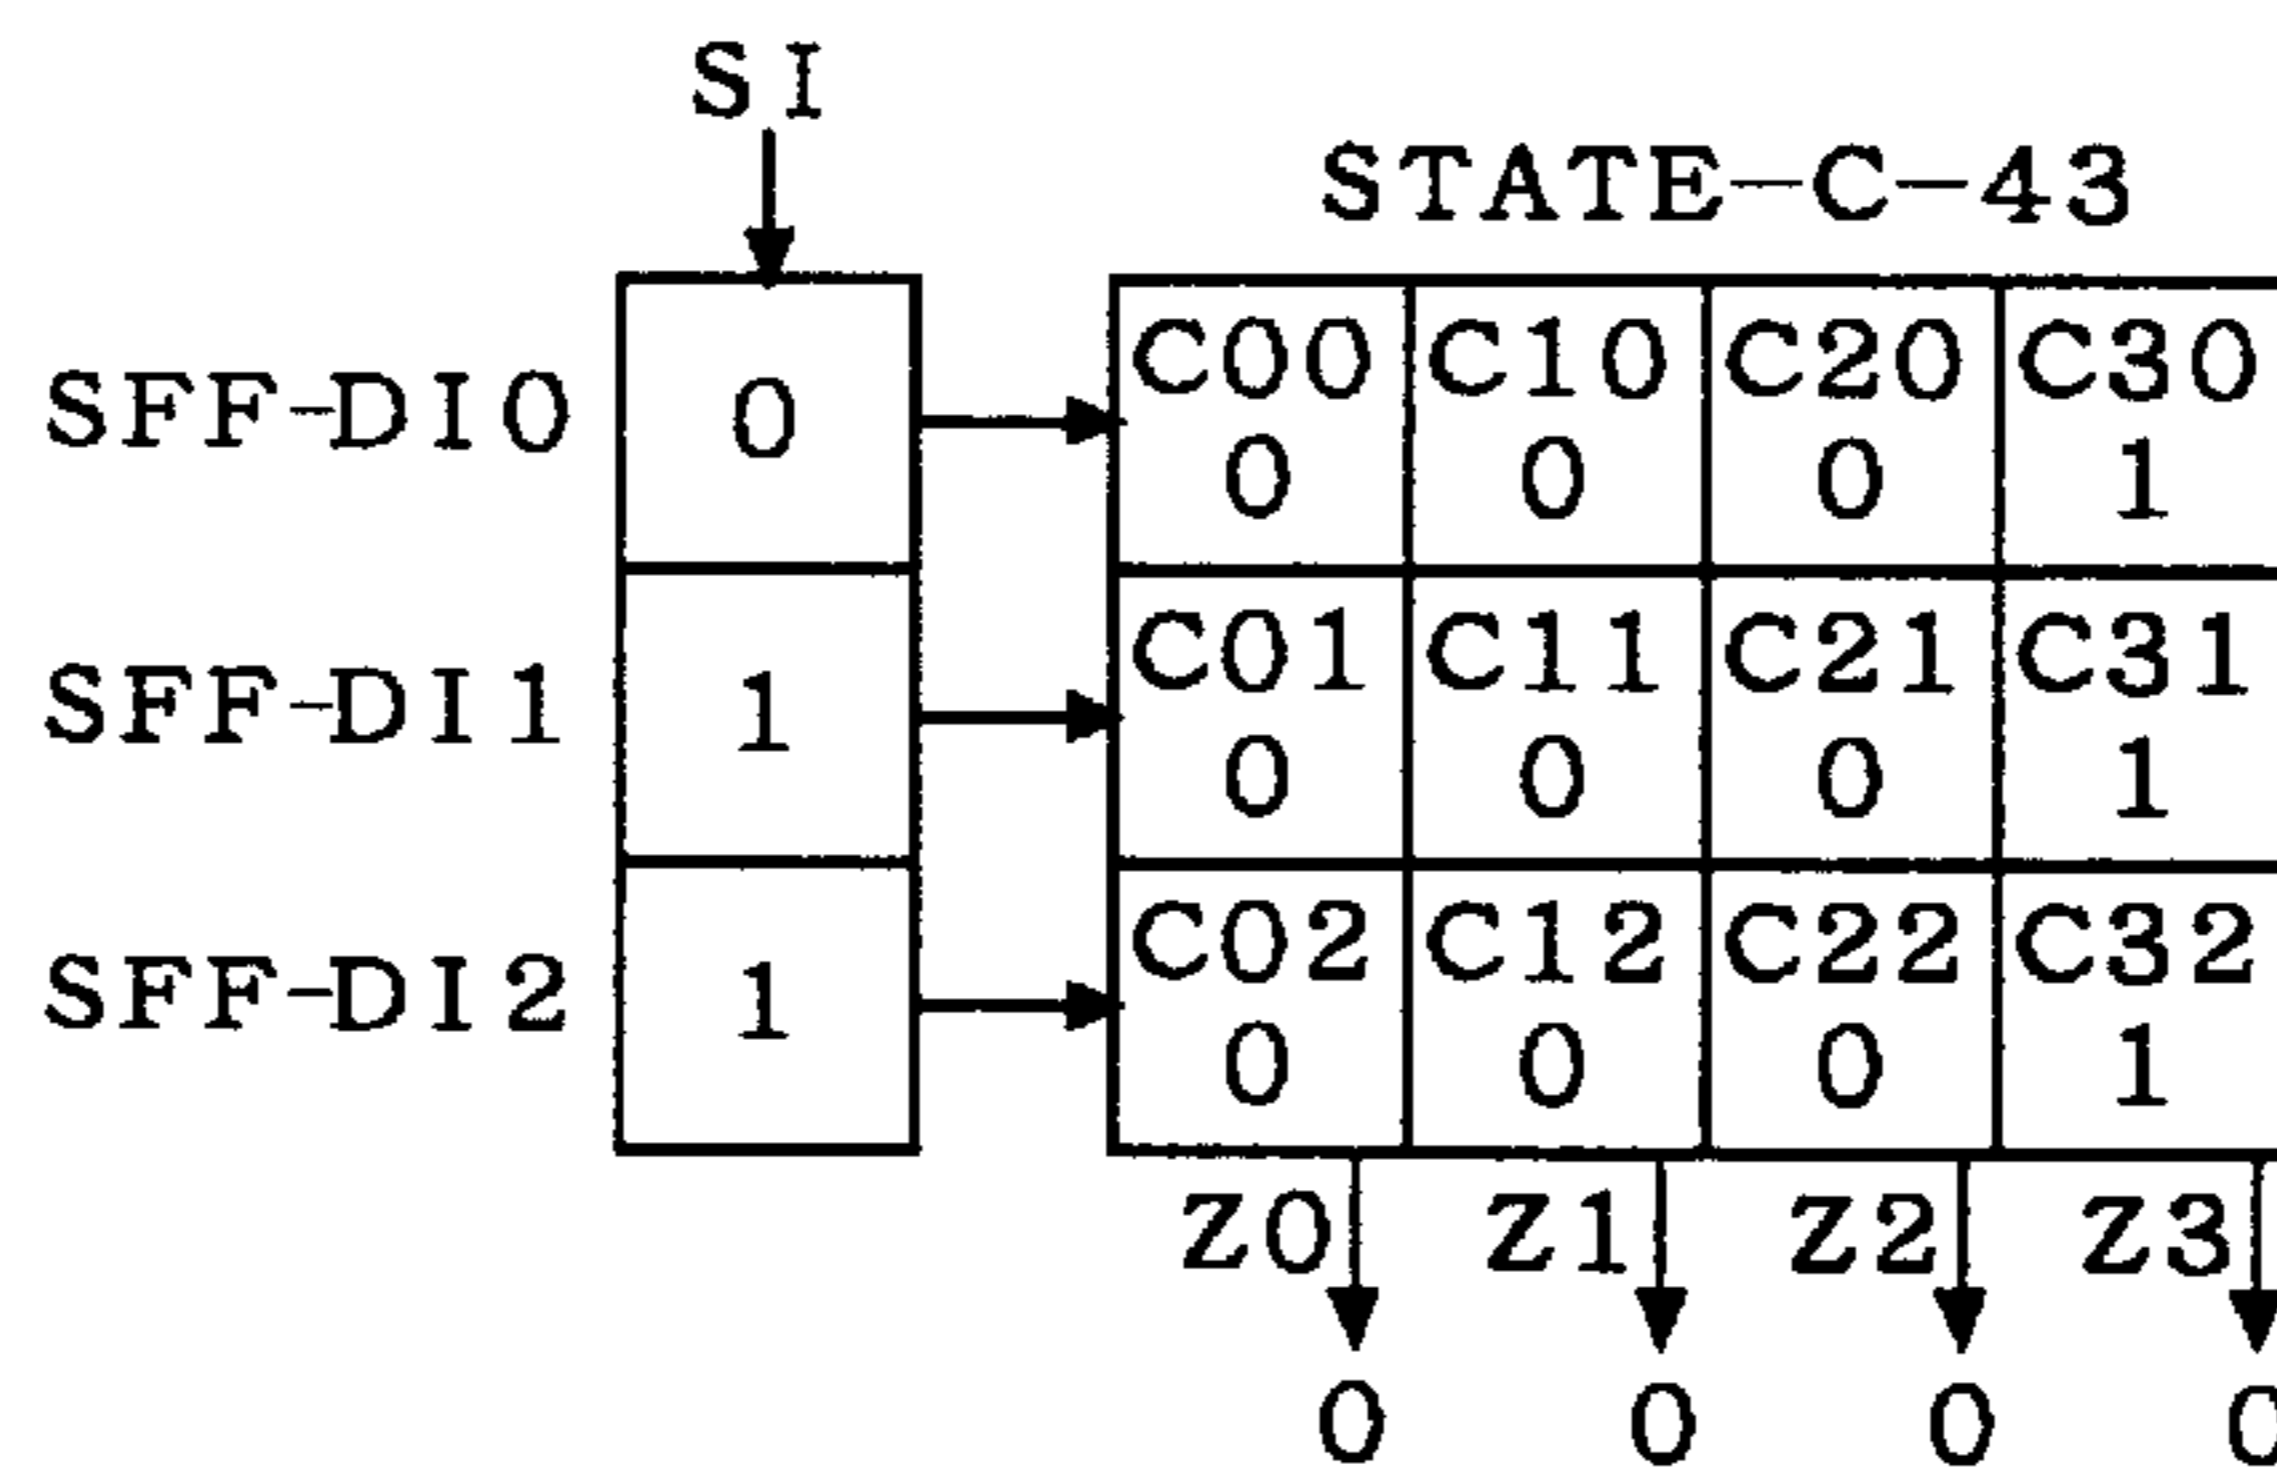 SI
STATE-C-43
C00 C10 C20 C30
SFF-DI0 0 0 0 0 1
C01 C11 C21 C31
SFF-DI1 1 0 0 0 1
C02 C12 C22 C32
SFF-DI2 1 0 0 0 1
Z0 Z1 Z2 Z3
0 0 0 0